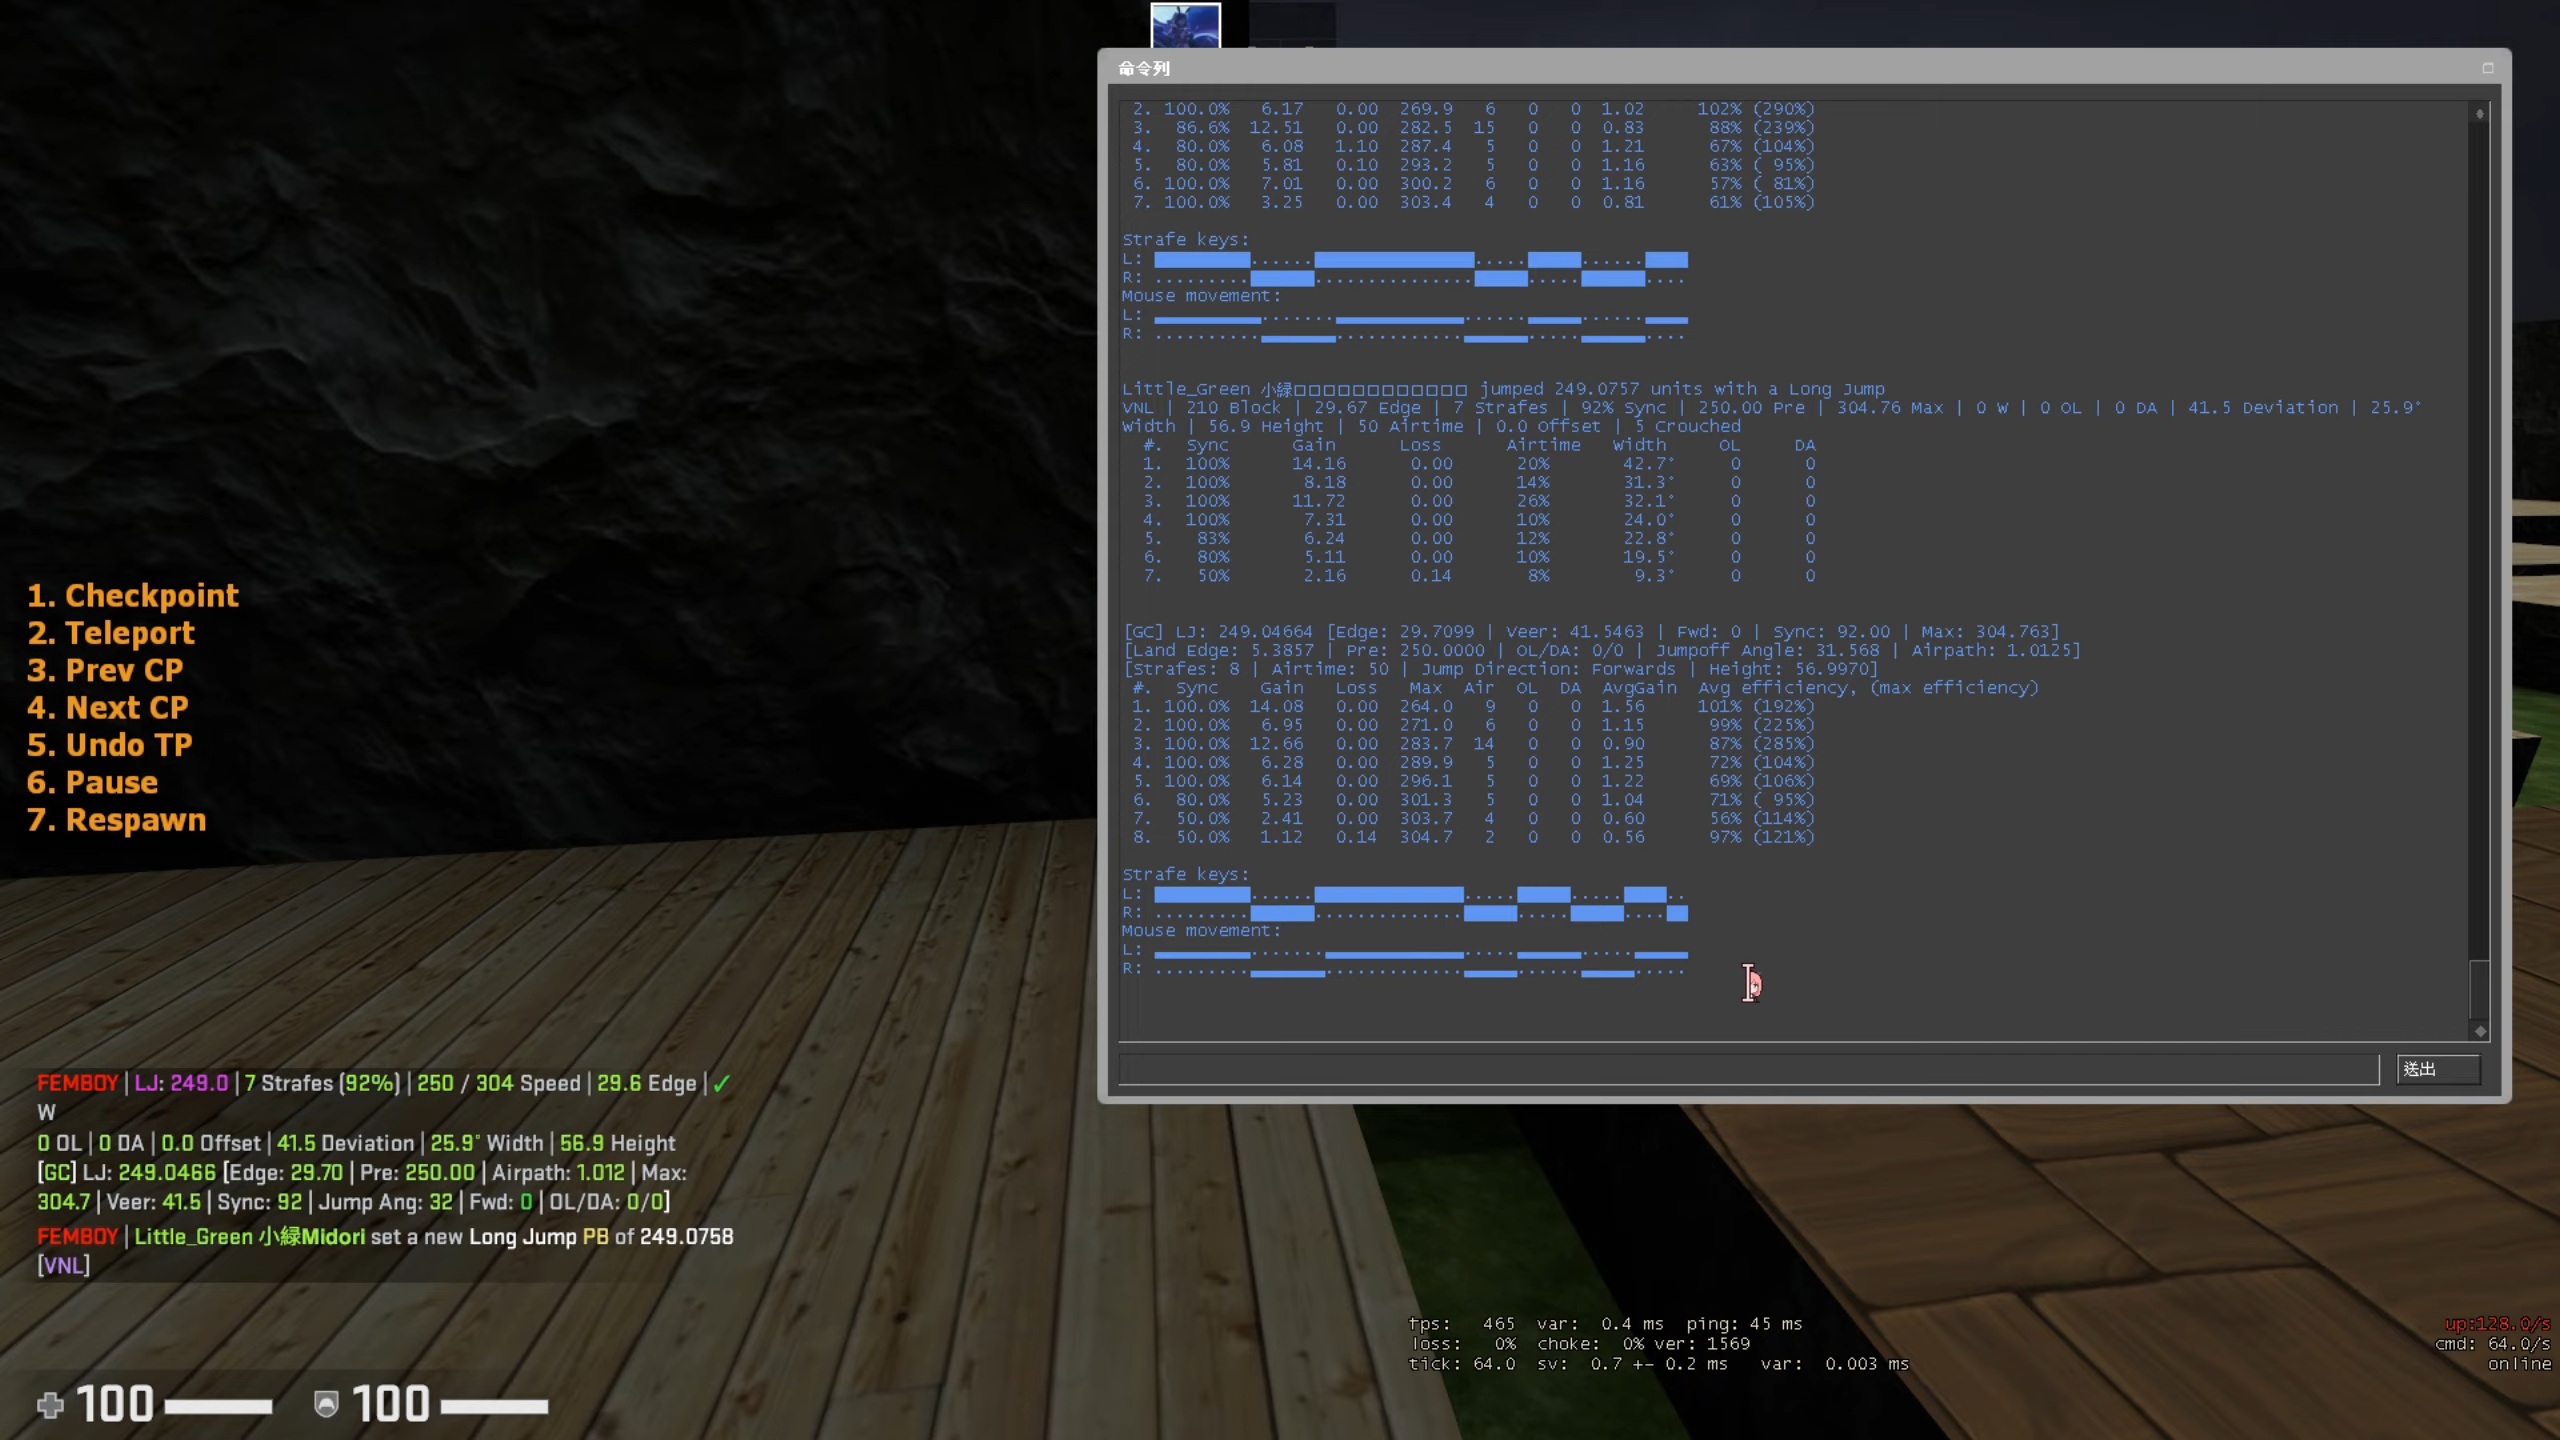 命令列
2. 100.0% 6.17 0.00 269.9 6 0 0 1.02 102% (290%)
3. 86.6% 12.51 0.00 282.5 15 0 0 0.83 88% (239%)
4. 80.0% 6.08 1.10 287.4 5 0 0 1.21 67% (104%)
5. 80.0% 5.81 0.10 293.2 5 0 0 1.16 63% ( 95%)
6. 100.0% 7.01 0.00 300.2 6 0 0 1.16 57% ( 81%)
7. 100.0% 3.25 0.00 303.4 4 0 0 0.81 61% (105%)
Strafe keys:
L:
R:
Mouse movement:
L:
R:
Little_Green 小緑□□□□□□□□□□□□ jumped 249.0757 units with a Long Jump
VNL | 210 Block | 29.67 Edge | 7 Strafes | 92% Sync | 250.00 Pre | 304.76 Max | 0 W | 0 OL | 0 DA | 41.5 Deviation | 25.9°
Width | 56.9 Height | 50 Airtime | 0.0 Offset | 5 Crouched
#. Sync Gain Loss Airtime Width OL DA
1. 100% 14.16 0.00 20% 42.7° 0 0
2. 100% 8.18 0.00 14% 31.3° 0 0
3. 100% 11.72 0.00 26% 32.1° 0 0
4. 100% 7.31 0.00 10% 24.0° 0 0
5. 83% 6.24 0.00 12% 22.8° 0 0
6. 80% 5.11 0.00 10% 19.5° 0 0
7. 50% 2.16 0.14 8% 9.3° 0 0
[GC] LJ: 249.04664 [Edge: 29.7099 | Veer: 41.5463 | Fwd: 0 | Sync: 92.00 | Max: 304.763]
[Land Edge: 5.3857 | Pre: 250.0000 | OL/DA: 0/0 | Jumpoff Angle: 31.568 | Airpath: 1.0125]
[Strafes: 8 | Airtime: 50 | Jump Direction: Forwards | Height: 56.9970]
#. Sync Gain Loss Max Air OL DA AvgGain Avg efficiency, (max efficiency)
1. 100.0% 14.08 0.00 264.0 9 0 0 1.56 101% (192%)
2. 100.0% 6.95 0.00 271.0 6 0 0 1.15 99% (225%)
3. 100.0% 12.66 0.00 283.7 14 0 0 0.90 87% (285%)
4. 100.0% 6.28 0.00 289.9 5 0 0 1.25 72% (104%)
5. 100.0% 6.14 0.00 296.1 5 0 0 1.22 69% (106%)
6. 80.0% 5.23 0.00 301.3 5 0 0 1.04 71% ( 95%)
7. 50.0% 2.41 0.00 303.7 4 0 0 0.60 56% (114%)
8. 50.0% 1.12 0.14 304.7 2 0 0 0.56 97% (121%)
Strafe keys:
L:
R:
Mouse movement:
L:
R:
送出
1. Checkpoint
2. Teleport
3. Prev CP
4. Next CP
5. Undo TP
6. Pause
7. Respawn
FEMBOY | LJ: 249.0 | 7 Strafes (92%) | 250 / 304 Speed | 29.6 Edge | ✓
W
0 OL | 0 DA | 0.0 Offset | 41.5 Deviation | 25.9° Width | 56.9 Height
[GC] LJ: 249.0466 [Edge: 29.70 | Pre: 250.00 | Airpath: 1.012 | Max:
304.7 | Veer: 41.5 | Sync: 92 | Jump Ang: 32 | Fwd: 0 | OL/DA: 0/0]
FEMBOY | Little_Green 小緑Midori set a new Long Jump PB of 249.0758
[VNL]
100 100
fps: 465 var: 0.4 ms ping: 45 ms
loss: 0% choke: 0% ver: 1569
tick: 64.0 sv: 0.7 +- 0.2 ms var: 0.003 ms
up:128.0/s
cmd: 64.0/s
online